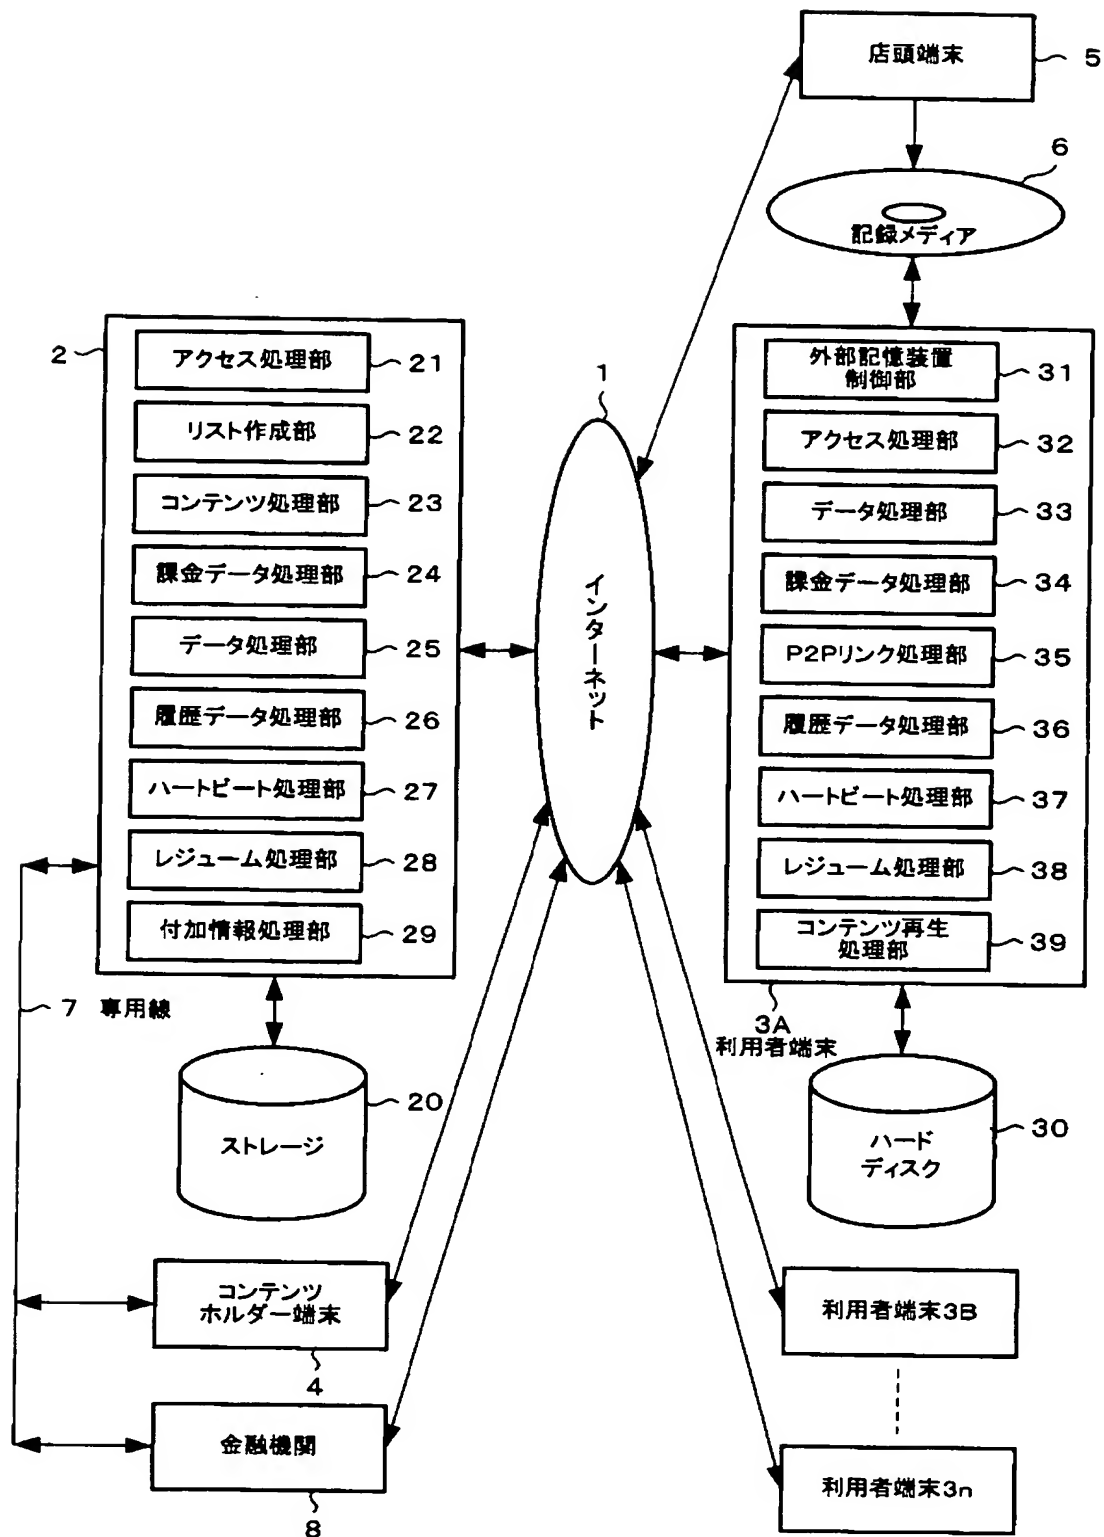 店頭端末
5
6
記録メディア
2
アクセス処理部
21
リスト作成部
22
コンテンツ処理部
23
課金データ処理部
24
データ処理部
25
履歴データ処理部
26
ハートビート処理部
27
レジューム処理部
28
付加情報処理部
29
7 専用線
ストレージ
20
コンテンツ
ホルダー端末
4
金融機関
8
1
インターネット
外部記憶装置
制御部
31
アクセス処理部
32
データ処理部
33
課金データ処理部
34
P2Pリンク処理部
35
履歴データ処理部
36
ハートビート処理部
37
レジューム処理部
38
コンテンツ再生
処理部
39
3A
利用者端末
ハード
ディスク
30
利用者端末3B
利用者端末3n